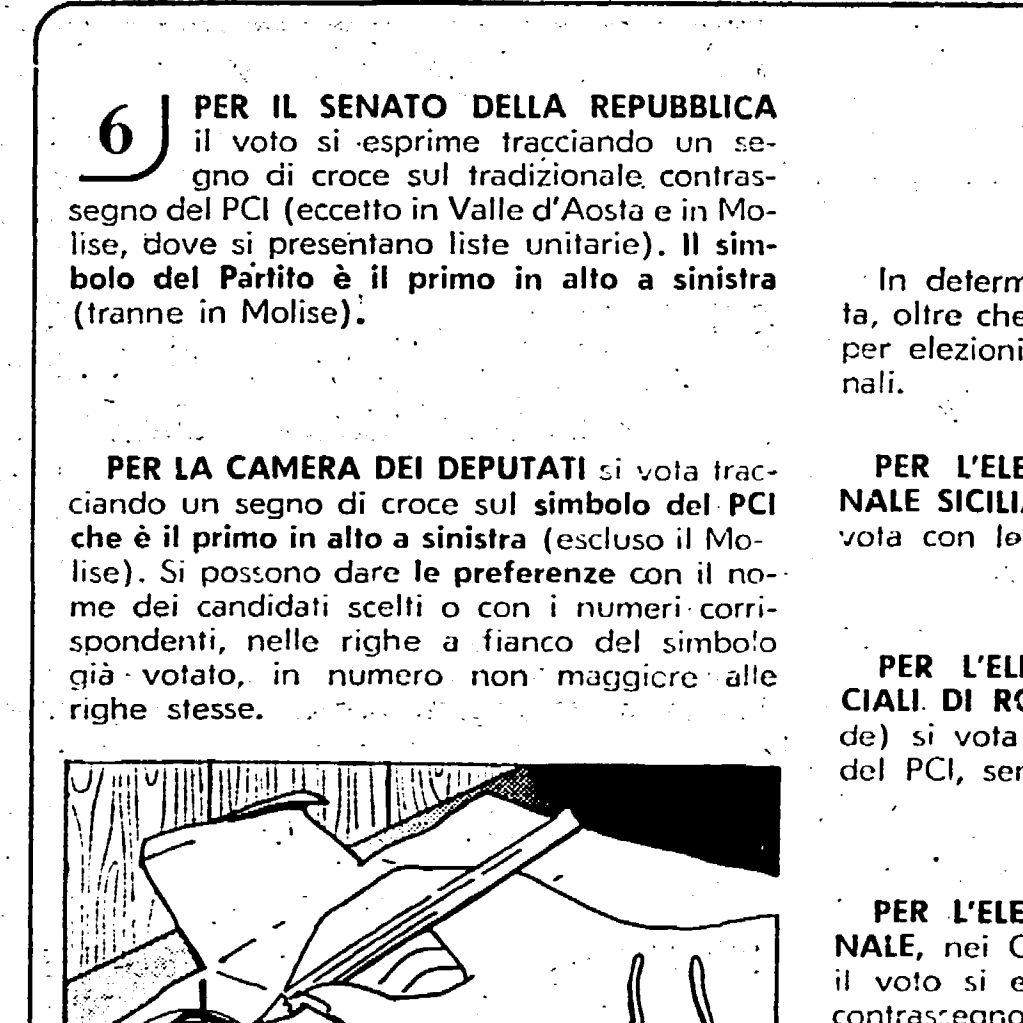 6
PER IL SENATO DELLA REPUBBLICA
il voto si esprime tracciando un se-
gno di croce sul tradizionale contras-
segno del PCI (eccetto in Valle d'Aosta e in Mo-
lise, dove si presentano liste unitarie). Il sim-
bolo del Partito è il primo in alto a sinistra
(tranne in Molise).
PER LA CAMERA DEI DEPUTATI si vota trac-
ciando un segno di croce sul simbolo del PCI
che è il primo in alto a sinistra (escluso il Mo-
lise). Si possono dare le preferenze con il no-
me dei candidati scelti o con i numeri corri-
spondenti, nelle righe a fianco del simbolo
già votato, in numero non maggiore alle
righe stesse.
In determ
ta, oltre che
per elezioni
nali.
PER L'ELE
NALE SICILI
vota con le
PER L'ELE
CIALI DI RO
de) si vota
del PCI, sen
PER L'ELE
NALE, nei C
il voto si e
contrassegno